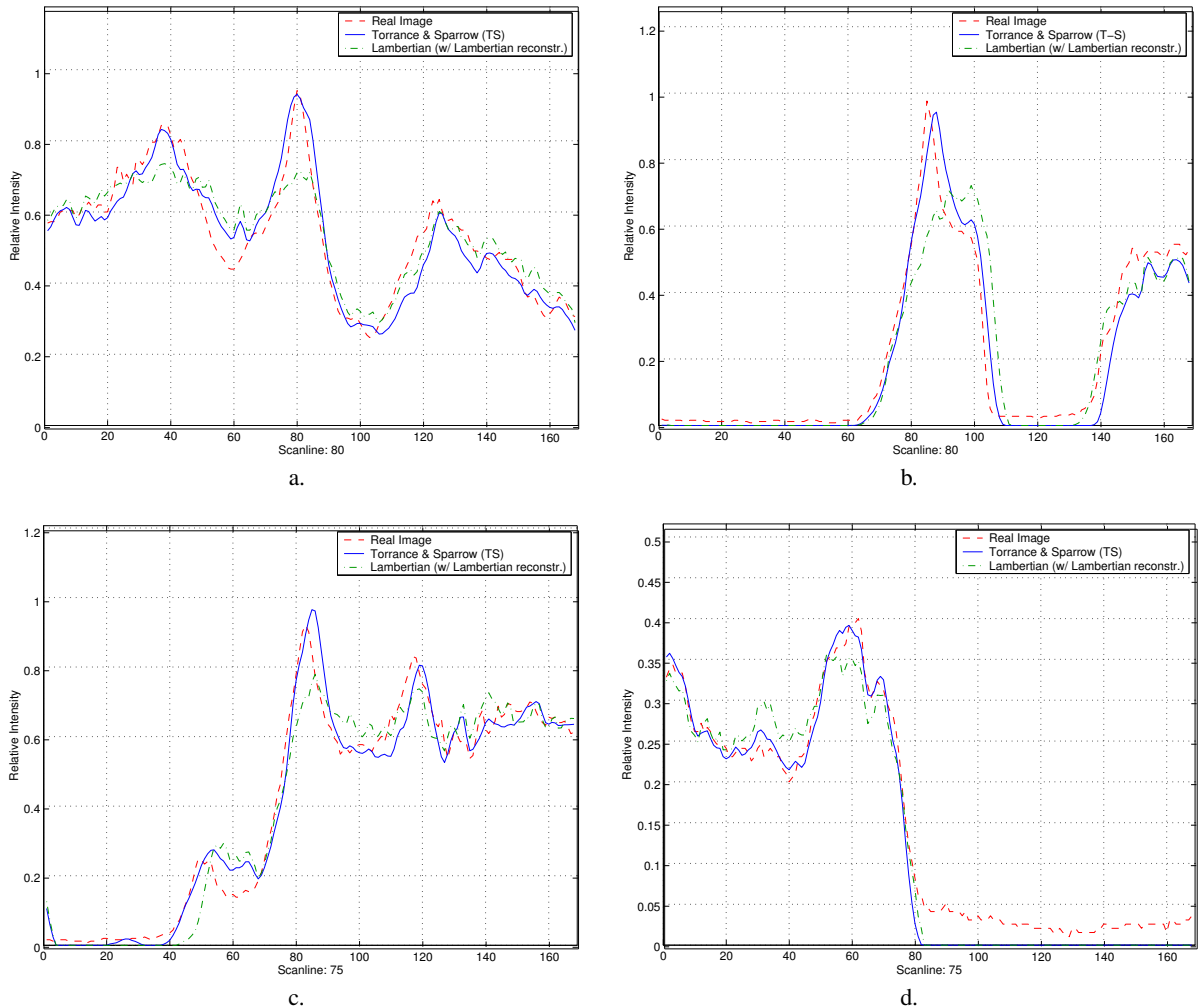 Real Image
Torrance & Sparrow (TS)
Lambertian (w/ Lambertian reconstr.)
1
0.8
0.6
0.4
0.2
0
Relative Intensity
0 20 40 60 80 100 120 140 160
Scanline: 80
a.
Real Image
Torrance & Sparrow (T-S)
Lambertian (w/ Lambertian reconstr.)
1.2
1
0.8
0.6
0.4
0.2
0
Relative Intensity
0 20 40 60 80 100 120 140 160
Scanline: 80
b.
Real Image
Torrance & Sparrow (TS)
Lambertian (w/ Lambertian reconstr.)
1.2
1
0.8
0.6
0.4
0.2
0
Relative Intensity
0 20 40 60 80 100 120 140 160
Scanline: 75
c.
Real Image
Torrance & Sparrow (TS)
Lambertian (w/ Lambertian reconstr.)
0.5
0.45
0.4
0.35
0.3
0.25
0.2
0.15
0.1
0.05
0
Relative Intensity
0 20 40 60 80 100 120 140 160
Scanline: 75
d.